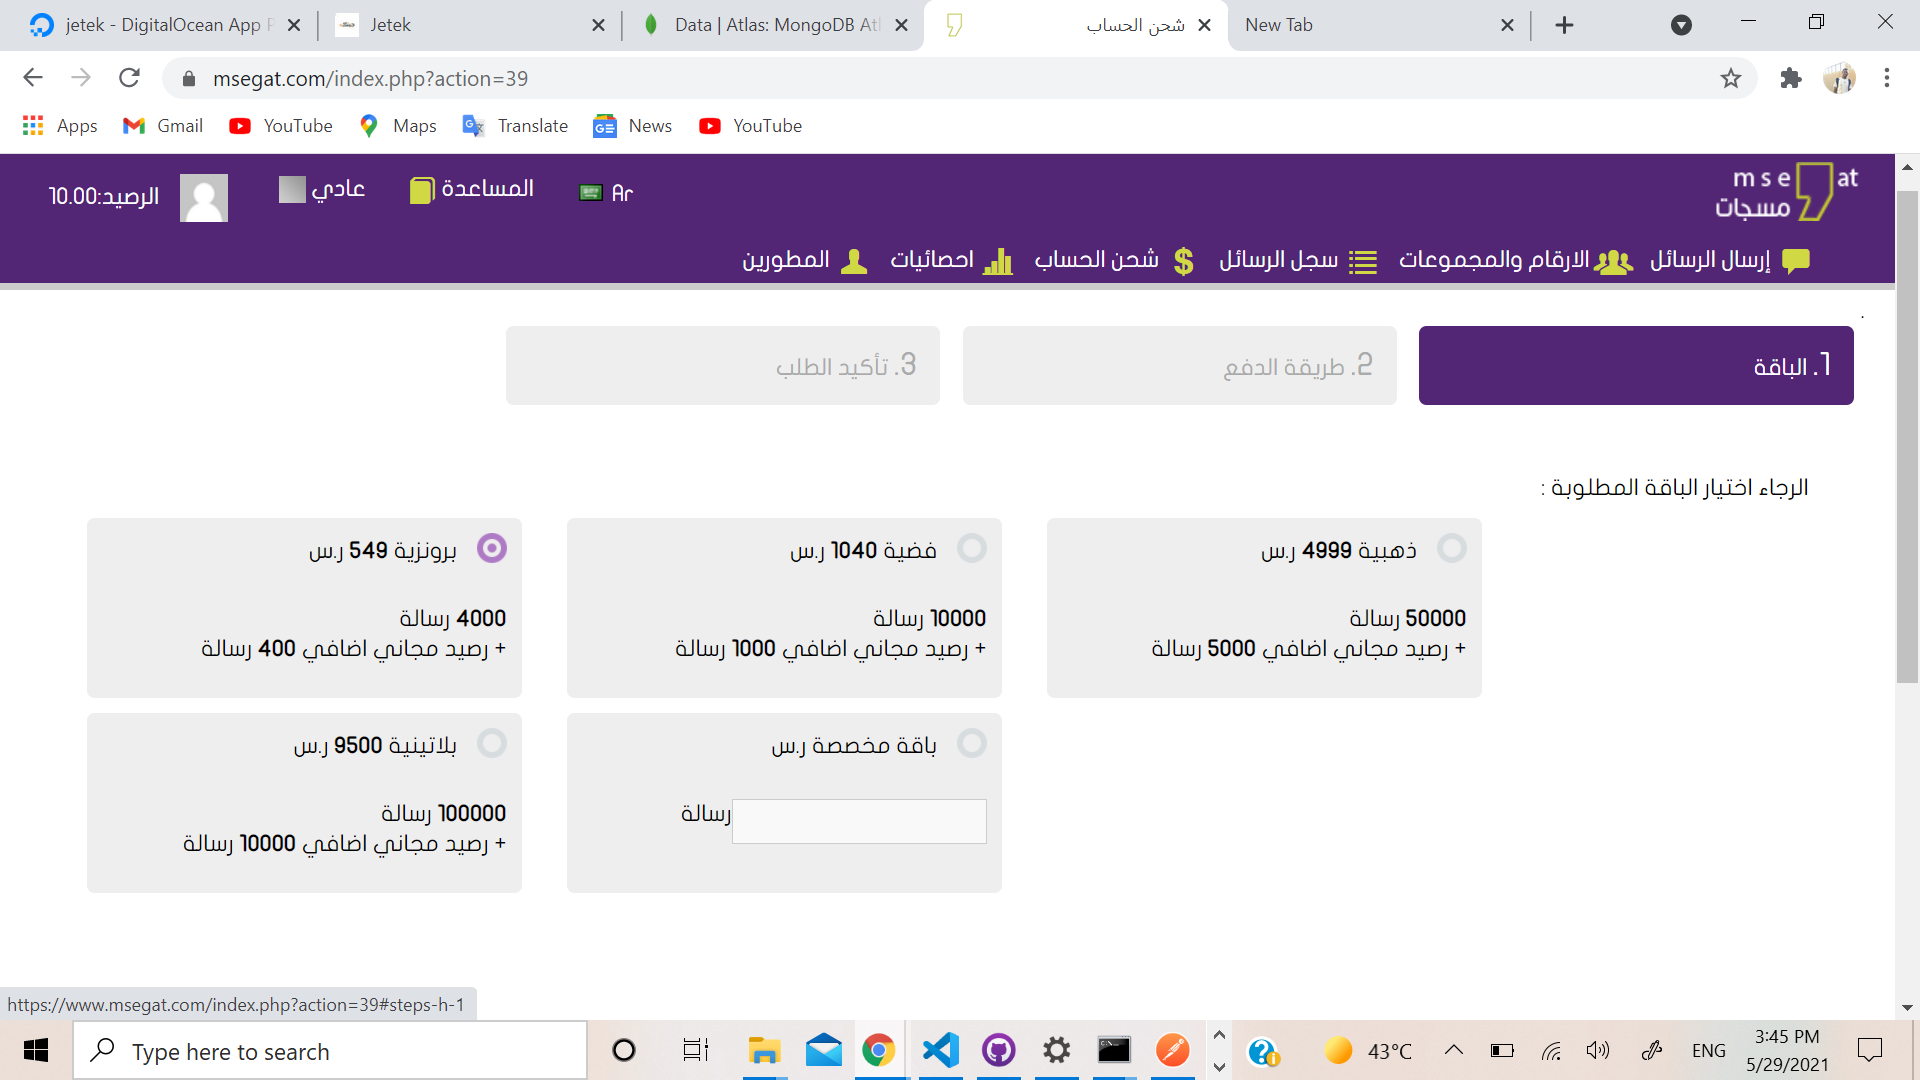 jetek - DigitalOcean App P
Jetek
Data | Atlas: MongoDB Atl
شحن الحساب
New Tab
msegat.com/index.php?action=39
Apps
Gmail
YouTube
Maps
Translate
News
YouTube
mse at
مسجات
Ar
المساعدة
عادي
الرصيد:10.00
إرسال الرسائل
الارقام والمجموعات
سجل الرسائل
شحن الحساب
احصائيات
المطورين
.
1. الباقة
2. طريقة الدفع
3. تأكيد الطلب
الرجاء اختيار الباقة المطلوبة :
ذهبية 4999 ر.س
50000 رسالة
+ رصيد مجاني اضافي 5000 رسالة
فضية 1040 ر.س
10000 رسالة
+ رصيد مجاني اضافي 1000 رسالة
برونزية 549 ر.س
4000 رسالة
+ رصيد مجاني اضافي 400 رسالة
باقة مخصصة ر.س
رسالة
بلاتينية 9500 ر.س
100000 رسالة
+ رصيد مجاني اضافي 10000 رسالة
https://www.msegat.com/index.php?action=39#steps-h-1
Type here to search
43°C
ENG
3:45 PM
5/29/2021